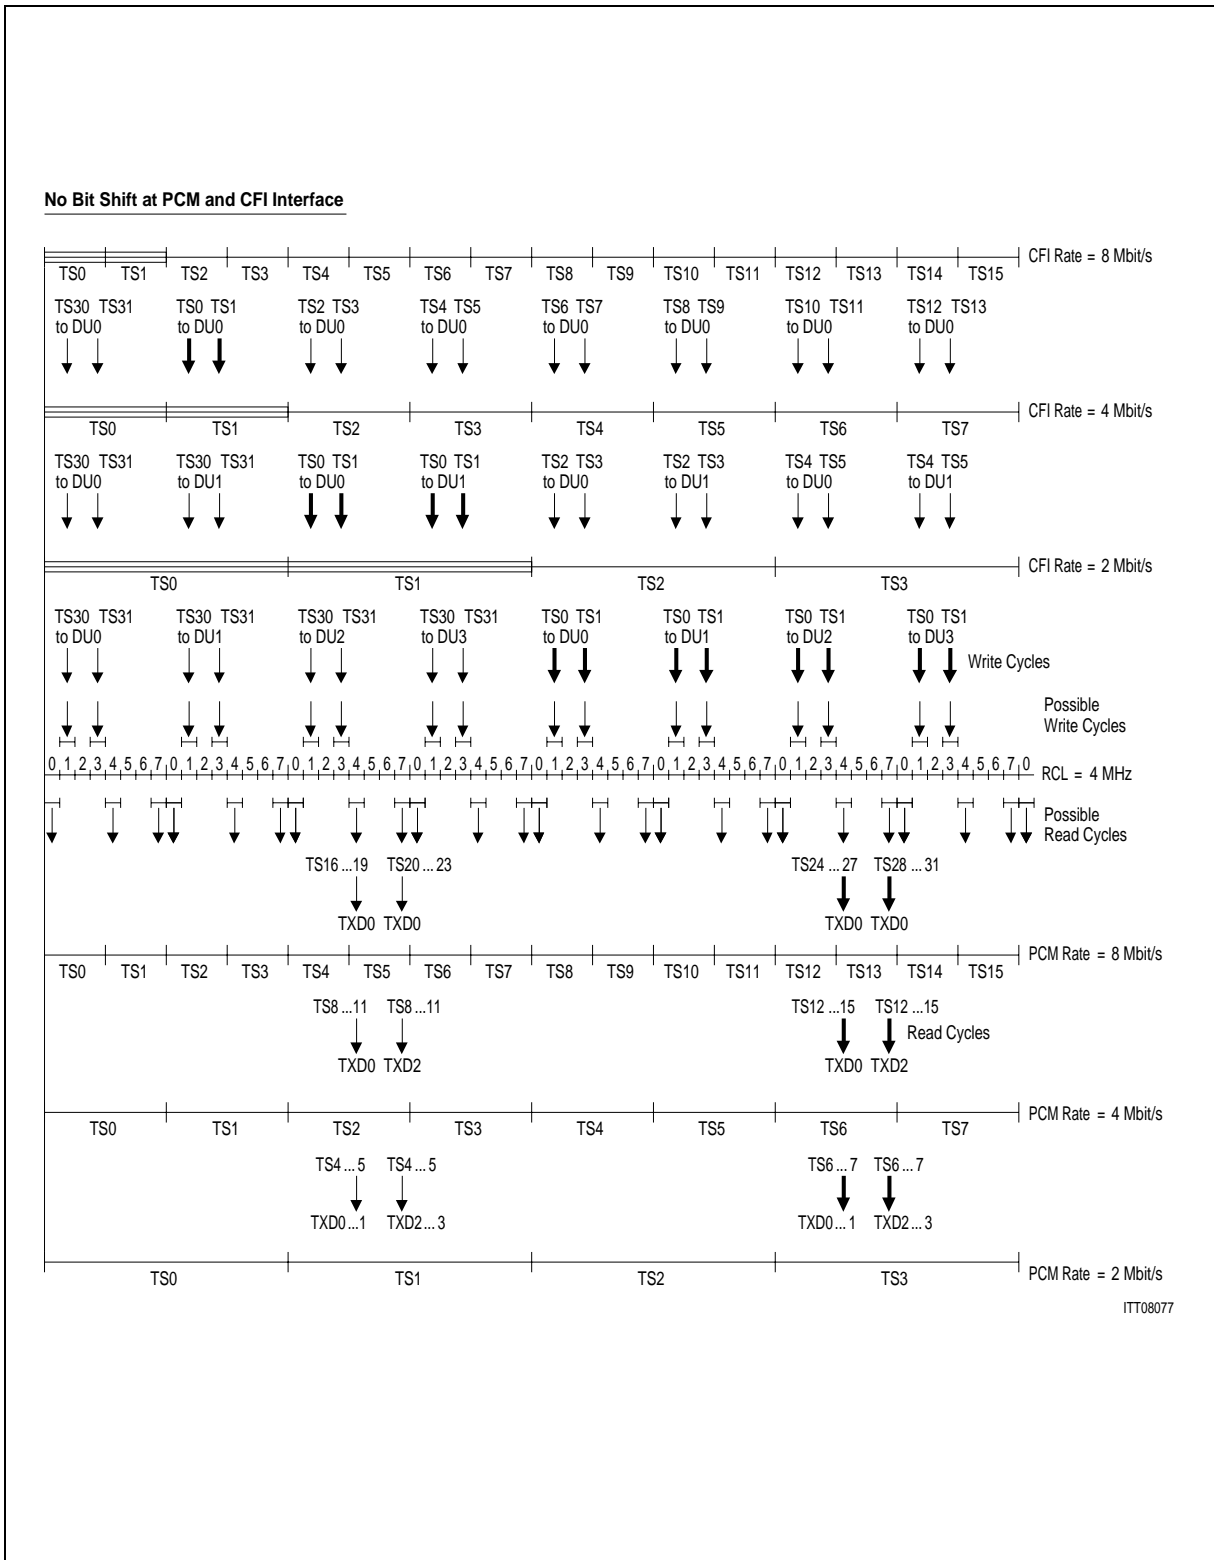 No Bit Shift at PCM and CFI Interface
CFI Rate = 8 Mbit/s
TS0 TS1 TS2 TS3 TS4 TS5 TS6 TS7 TS8 TS9 TS10 TS11 TS12 TS13 TS14 TS15
TS30 TS31 TS0 TS1 TS2 TS3 TS4 TS5 TS6 TS7 TS8 TS9 TS10 TS11 TS12 TS13
to DU0 to DU0 to DU0 to DU0 to DU0 to DU0 to DU0 to DU0
CFI Rate = 4 Mbit/s
TS0 TS1 TS2 TS3 TS4 TS5 TS6 TS7
TS30 TS31 TS30 TS31 TS0 TS1 TS0 TS1 TS2 TS3 TS2 TS3 TS4 TS5 TS4 TS5
to DU0 to DU1 to DU0 to DU1 to DU0 to DU1 to DU0 to DU1
CFI Rate = 2 Mbit/s
TS0 TS1 TS2 TS3
TS30 TS31 TS30 TS31 TS30 TS31 TS30 TS31 TS0 TS1 TS0 TS1 TS0 TS1 TS0 TS1
to DU0 to DU1 to DU2 to DU3 to DU0 to DU1 to DU2 to DU3
Write Cycles
Possible
Write Cycles
0 1 2 3 4 5 6 7 0 1 2 3 4 5 6 7 0 1 2 3 4 5 6 7 0 1 2 3 4 5 6 7 0 1 2 3 4 5 6 7 0 1 2 3 4 5 6 7 0 1 2 3 4 5 6 7 0 1 2 3 4 5 6 7 0 RCL = 4 MHz
Possible
Read Cycles
TS16 ...19 TS20 ... 23 TS24 ... 27 TS28 ... 31
TXD0 TXD0 TXD0 TXD0
PCM Rate = 8 Mbit/s
TS0 TS1 TS2 TS3 TS4 TS5 TS6 TS7 TS8 TS9 TS10 TS11 TS12 TS13 TS14 TS15
TS8 ...11 TS8 ...11 TS12 ...15 TS12 ...15
Read Cycles
TXD0 TXD2 TXD0 TXD2
PCM Rate = 4 Mbit/s
TS0 TS1 TS2 TS3 TS4 TS5 TS6 TS7
TS4 ... 5 TS4 ... 5 TS6 ... 7 TS6 ... 7
TXD0 ...1 TXD2 ... 3 TXD0 ...1 TXD2 ... 3
PCM Rate = 2 Mbit/s
TS0 TS1 TS2 TS3
ITT08077